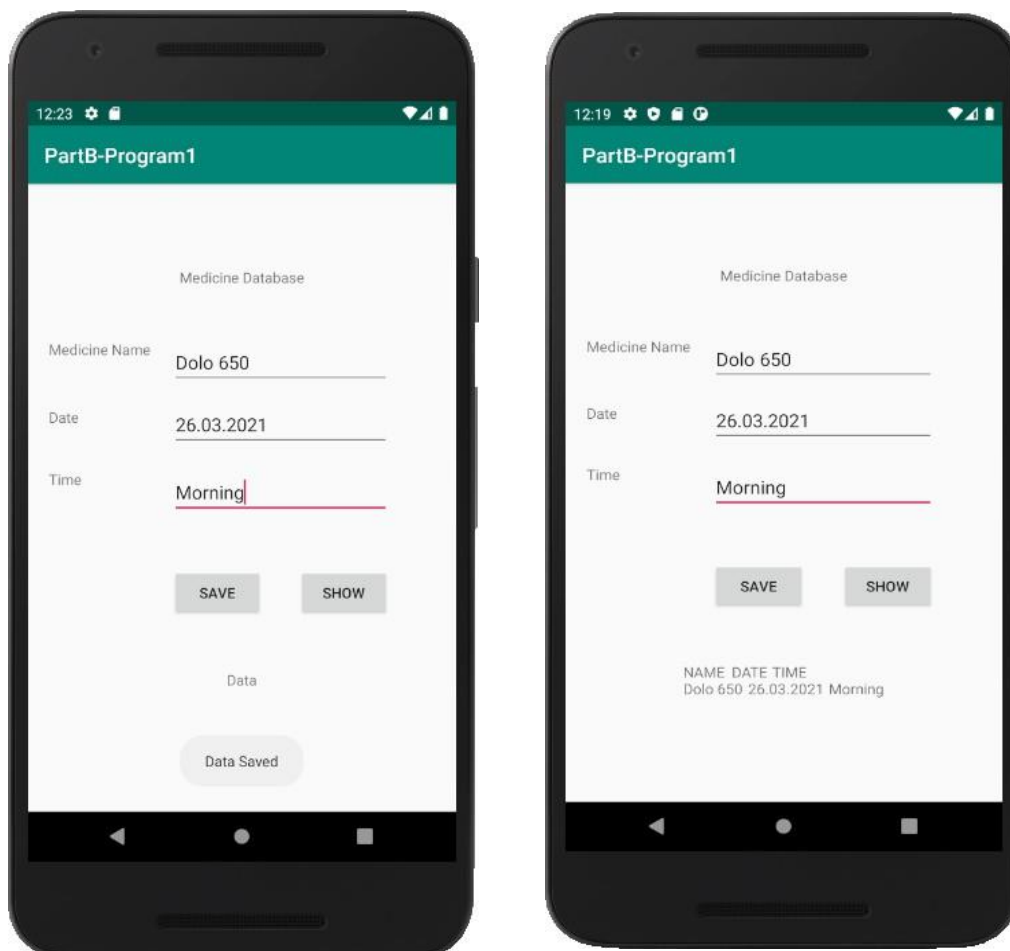 12:23
PartB-Program1
Medicine Database
Medicine Name
Dolo 650
Date
26.03.2021
Time
Morning
SAVE SHOW
Data
Data Saved
12:19
PartB-Program1
Medicine Database
Medicine Name
Dolo 650
Date
26.03.2021
Time
Morning
SAVE SHOW
NAME DATE TIME
Dolo 650 26.03.2021 Morning